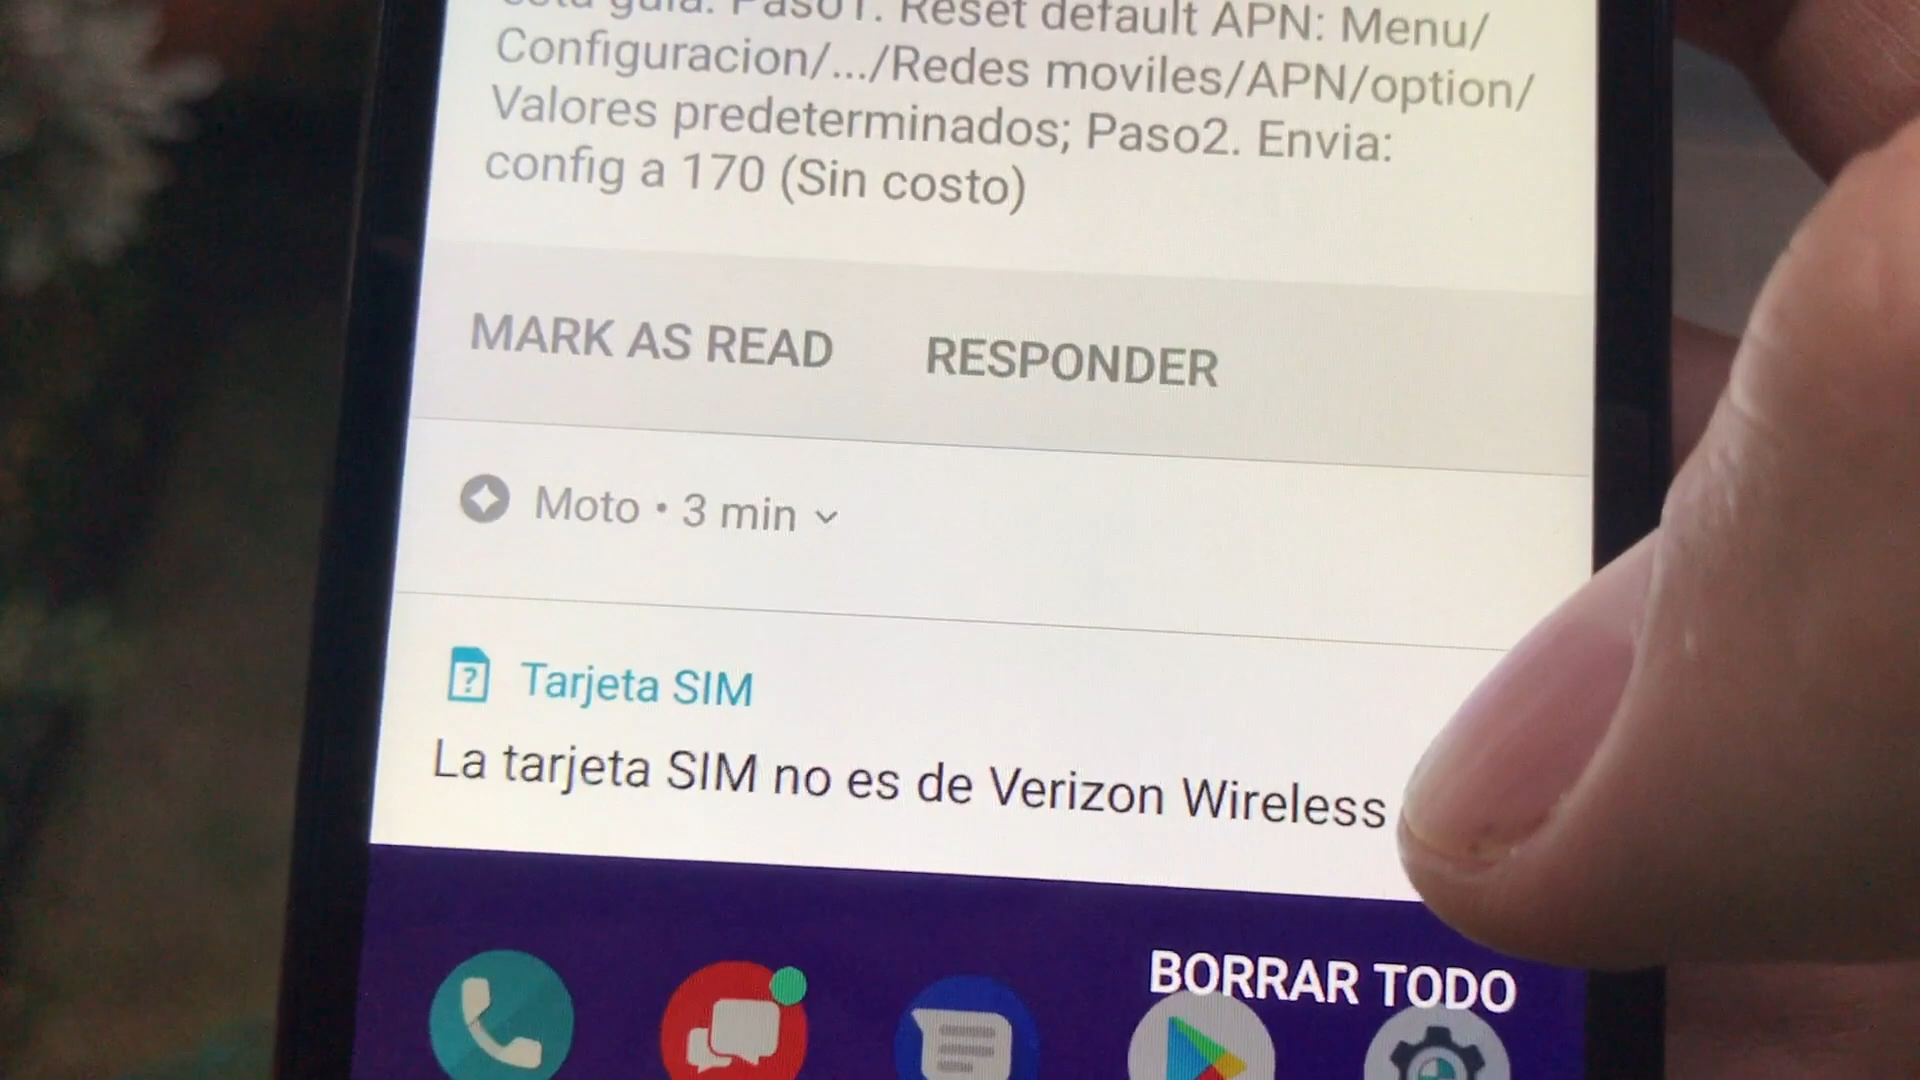 esta guia: Paso1. Reset default APN: Menu/
Configuracion/.../Redes moviles/APN/option/
Valores predeterminados; Paso2. Envia:
config a 170 (Sin costo)
MARK AS READ RESPONDER
Moto • 3 min
?
Tarjeta SIM
La tarjeta SIM no es de Verizon Wireless
BORRAR TODO